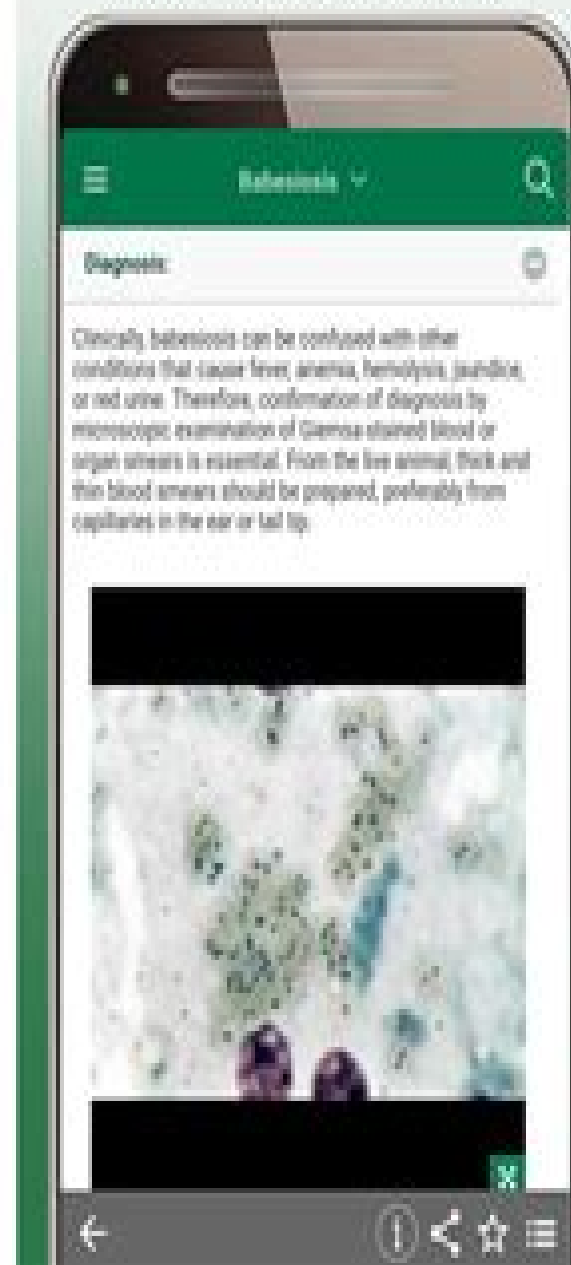 Babesiosis
Diagnosis:
Clinically, babesiosis can be confused with other
conditions that cause fever, anemia, hemolysis, jaundice,
or red urine. Therefore, confirmation of diagnosis by
microscopic examination of Giemsa-stained blood or
organ smears is essential. From the live animal, thick and
thin blood smears should be prepared, preferably from
capillaries in the ear or tail tip.